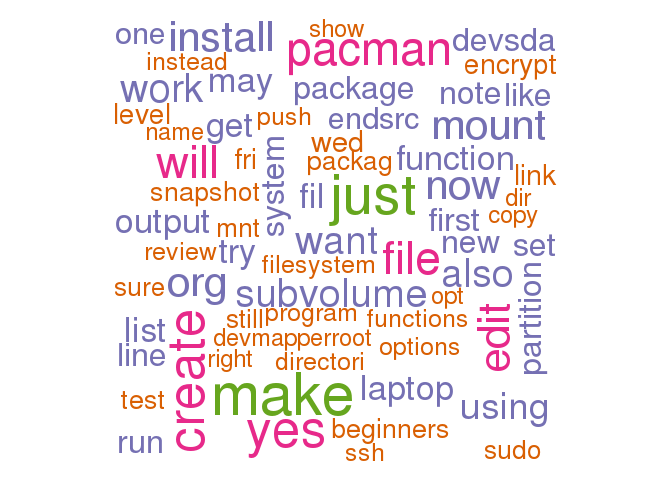 one install show pacman devsda
instead encrypt
work may package note like
level name get push endsrc mount
will fri system wed packag function link
snapshot fil just now dir
output mnt first copy
review try want file new set
sure filesystem also
org subvolume opt partition
list still program functions edit
line create devmapperroot options
right directori
test make laptop using
run yes beginners
ssh sudo